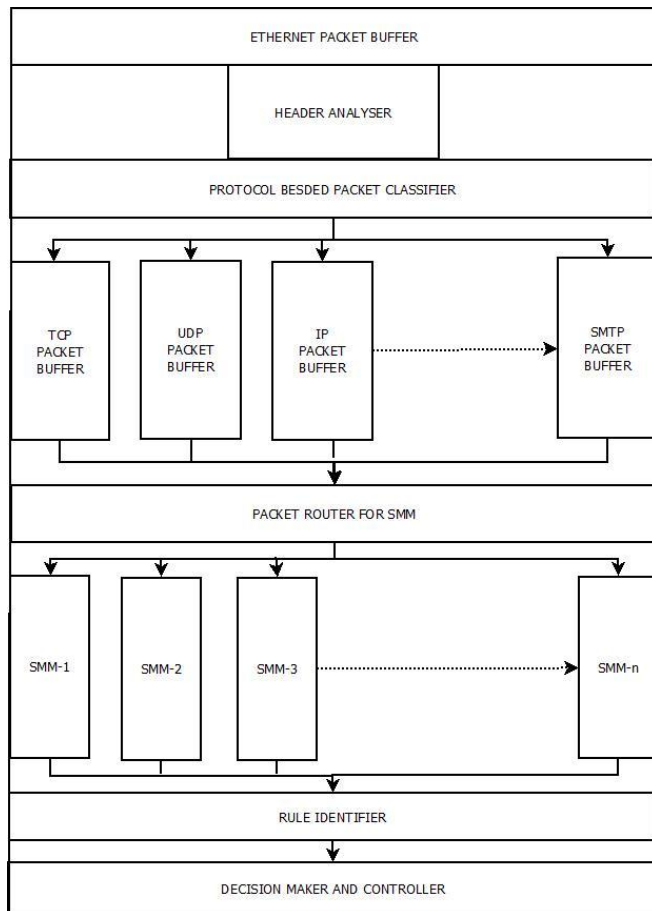 ETHERNET PACKET BUFFER
HEADER ANALYSER
PROTOCOL BESDED PACKET CLASSIFIER
TCP
PACKET
BUFFER
UDP
PACKET
BUFFER
IP
PACKET
BUFFER
SMTP
PACKET
BUFFER
PACKET ROUTER FOR SMM
SMM-1
SMM-2
SMM-3
SMM-n
RULE IDENTIFIER
DECISION MAKER AND CONTROLLER